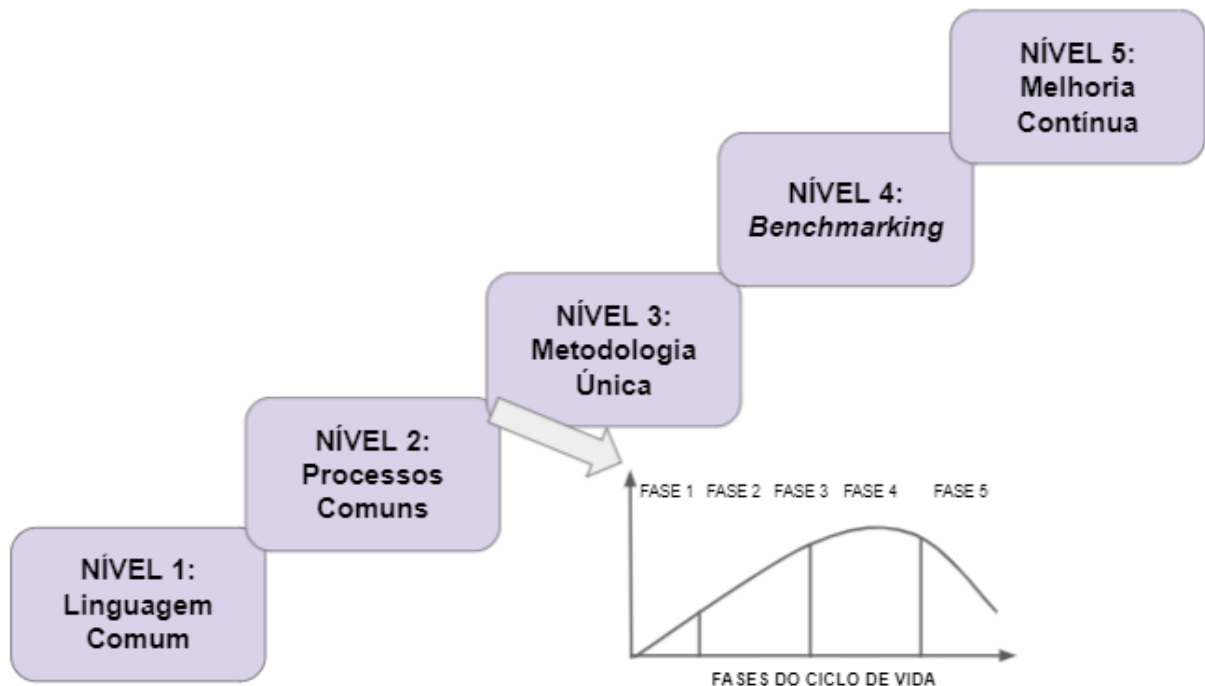 NÍVEL 5:
Melhoria
Contínua
NÍVEL 4:
Benchmarking
NÍVEL 3:
Metodologia
Única
NÍVEL 2:
Processos
Comuns
NÍVEL 1:
Linguagem
Comum
FASE 1 FASE 2 FASE 3 FASE 4 FASE 5
FASES DO CICLO DE VIDA